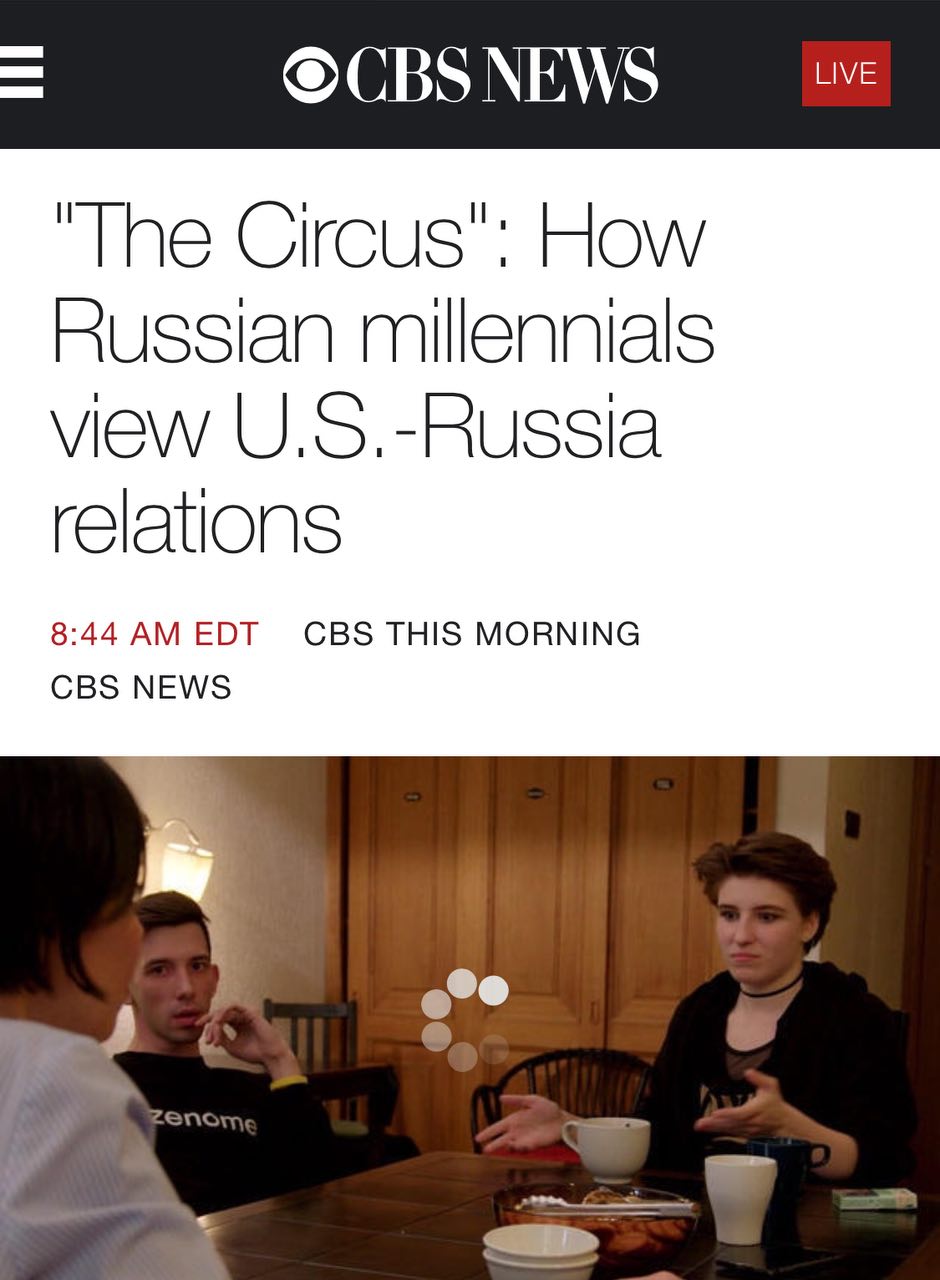 CBS NEWS
LIVE
"The Circus": How
Russian millennials
view U.S.-Russia
relations
8:44 AM EDT CBS THIS MORNING
CBS NEWS
zenome